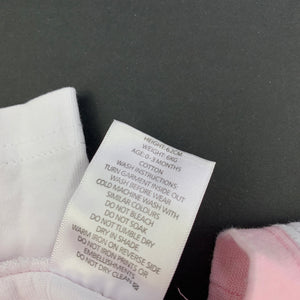 HEIGHT: 62CM
WEIGHT: 6KG
AGE: 0-3 MONTHS
COTTON
WASH INSTRUCTIONS:
TURN GARMENT INSIDE OUT
WASH BEFORE WEAR
COLD MACHINE WASH WITH
SIMILAR COLOURS
DO NOT BLEACH
DO NOT SOAK
DO NOT TUMBLE DRY
DRY IN SHADE
WARM IRON ON REVERSE SIDE
DO NOT IRON PRINTS OR
EMBELLISHMENTS
DO NOT DRY CLEAN